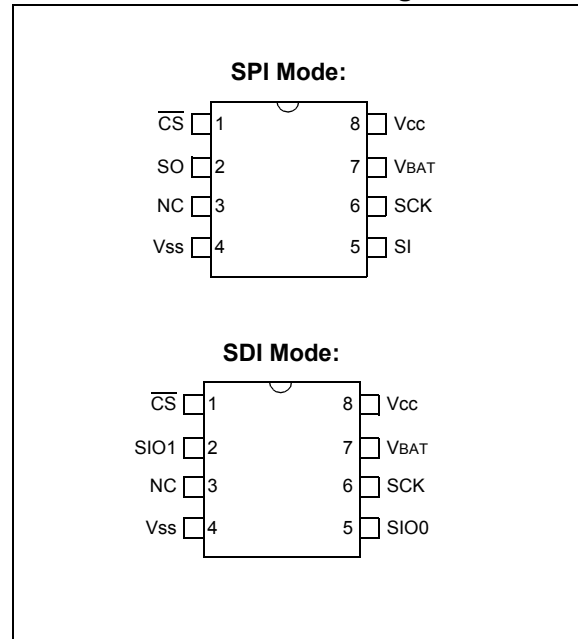 SPI Mode:
CS 1 8 Vcc
SO 2 7 VBAT
NC 3 6 SCK
Vss 4 5 SI
SDI Mode:
CS 1 8 Vcc
SIO1 2 7 VBAT
NC 3 6 SCK
Vss 4 5 SIO0